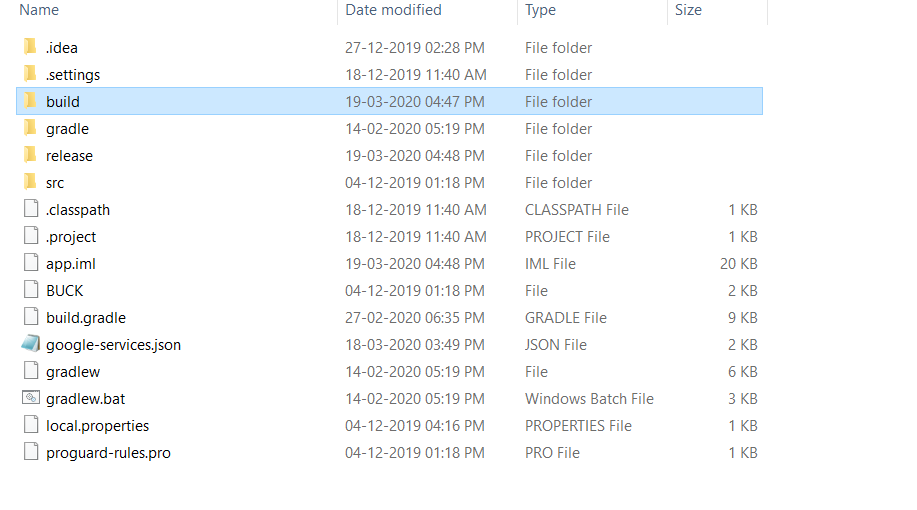 Name Date modified Type Size
.idea 27-12-2019 02:28 PM File folder
.settings 18-12-2019 11:40 AM File folder
build 19-03-2020 04:47 PM File folder
gradle 14-02-2020 05:19 PM File folder
release 19-03-2020 04:48 PM File folder
src 04-12-2019 01:18 PM File folder
.classpath 18-12-2019 11:40 AM CLASSPATH File 1 KB
.project 18-12-2019 11:40 AM PROJECT File 1 KB
app.iml 19-03-2020 04:48 PM IML File 20 KB
BUCK 04-12-2019 01:18 PM File 2 KB
build.gradle 27-02-2020 06:35 PM GRADLE File 9 KB
google-services.json 18-03-2020 03:49 PM JSON File 2 KB
gradlew 14-02-2020 05:19 PM File 6 KB
gradlew.bat 14-02-2020 05:19 PM Windows Batch File 3 KB
local.properties 04-12-2019 04:16 PM PROPERTIES File 1 KB
proguard-rules.pro 04-12-2019 01:18 PM PRO File 1 KB